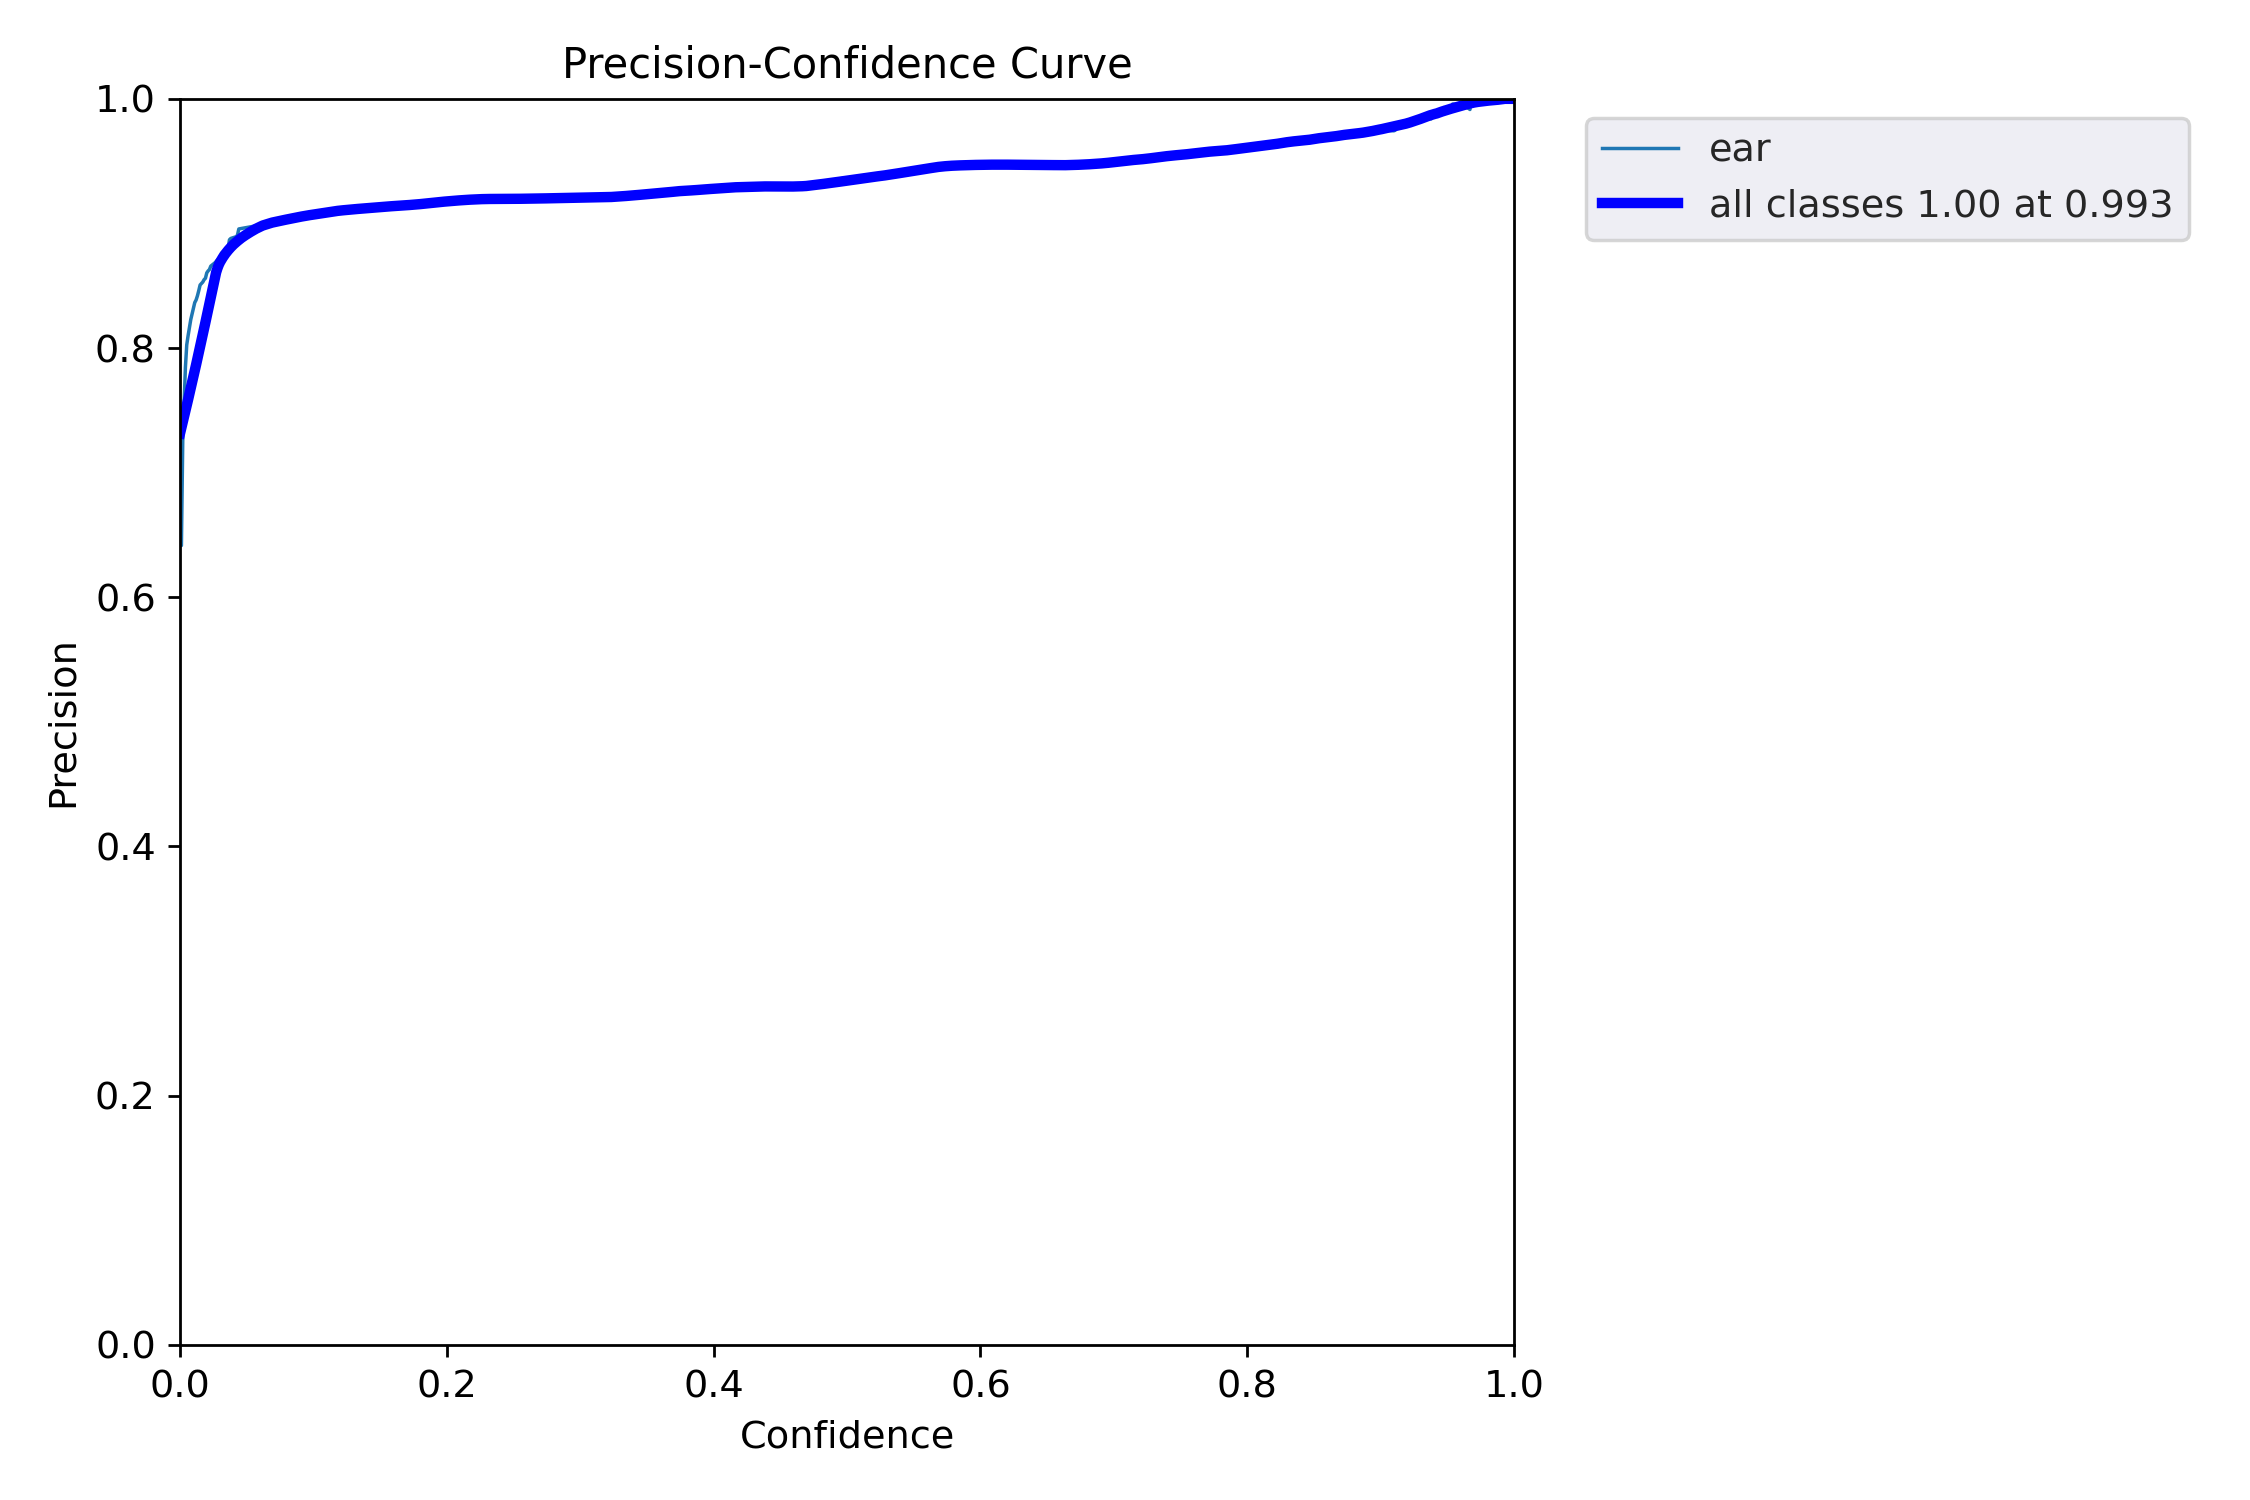 Precision-Confidence Curve
1.0
0.8
0.6
0.4
0.2
0.0
Precision
0.0 0.2 0.4 0.6 0.8 1.0
Confidence
ear
all classes 1.00 at 0.993